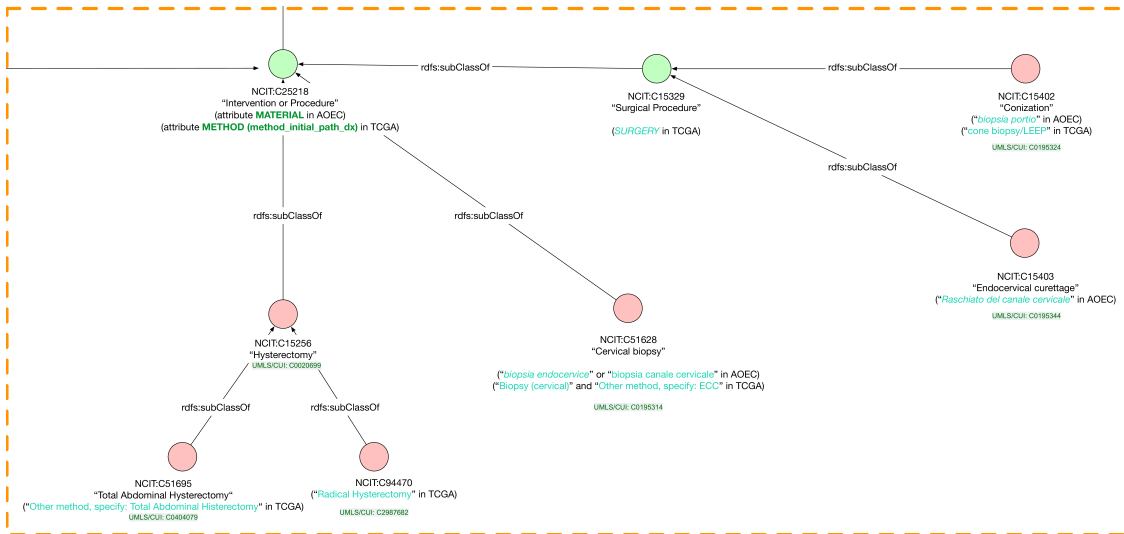 rdfs:subClassOf
rdfs:subClassOf
NCIT:C25218
“Intervention or Procedure”
(attribute MATERIAL in AOEC)
(attribute METHOD (method_initial_path_dx) in TCGA)
NCIT:C15329
“Surgical Procedure”
(SURGERY in TCGA)
NCIT:C15402
“Conization”
(“biopsia portio” in AOEC)
(“cone biopsy/LEEP” in TCGA)
UMLS/CUI: C0195324
rdfs:subClassOf
rdfs:subClassOf
rdfs:subClassOf
NCIT:C15403
“Endocervical curettage”
(“Raschiato del canale cervicale” in AOEC)
UMLS/CUI: C0195344
NCIT:C15256
“Hysterectomy”
UMLS/CUI: C0020699
NCIT:C51628
“Cervical biopsy”
(“biopsia endocervice” or “biopsia canale cervicale” in AOEC)
(“Biopsy (cervical)” and “Other method, specify: ECC” in TCGA)
UMLS/CUI: C0195314
rdfs:subClassOf
rdfs:subClassOf
NCIT:C51695
“Total Abdominal Hysterectomy“
(“Other method, specify: Total Abdominal Histerectomy“ in TCGA)
UMLS/CUI: C0404079
NCIT:C94470
(“Radical Hysterectomy” in TCGA)
UMLS/CUI: C2987682